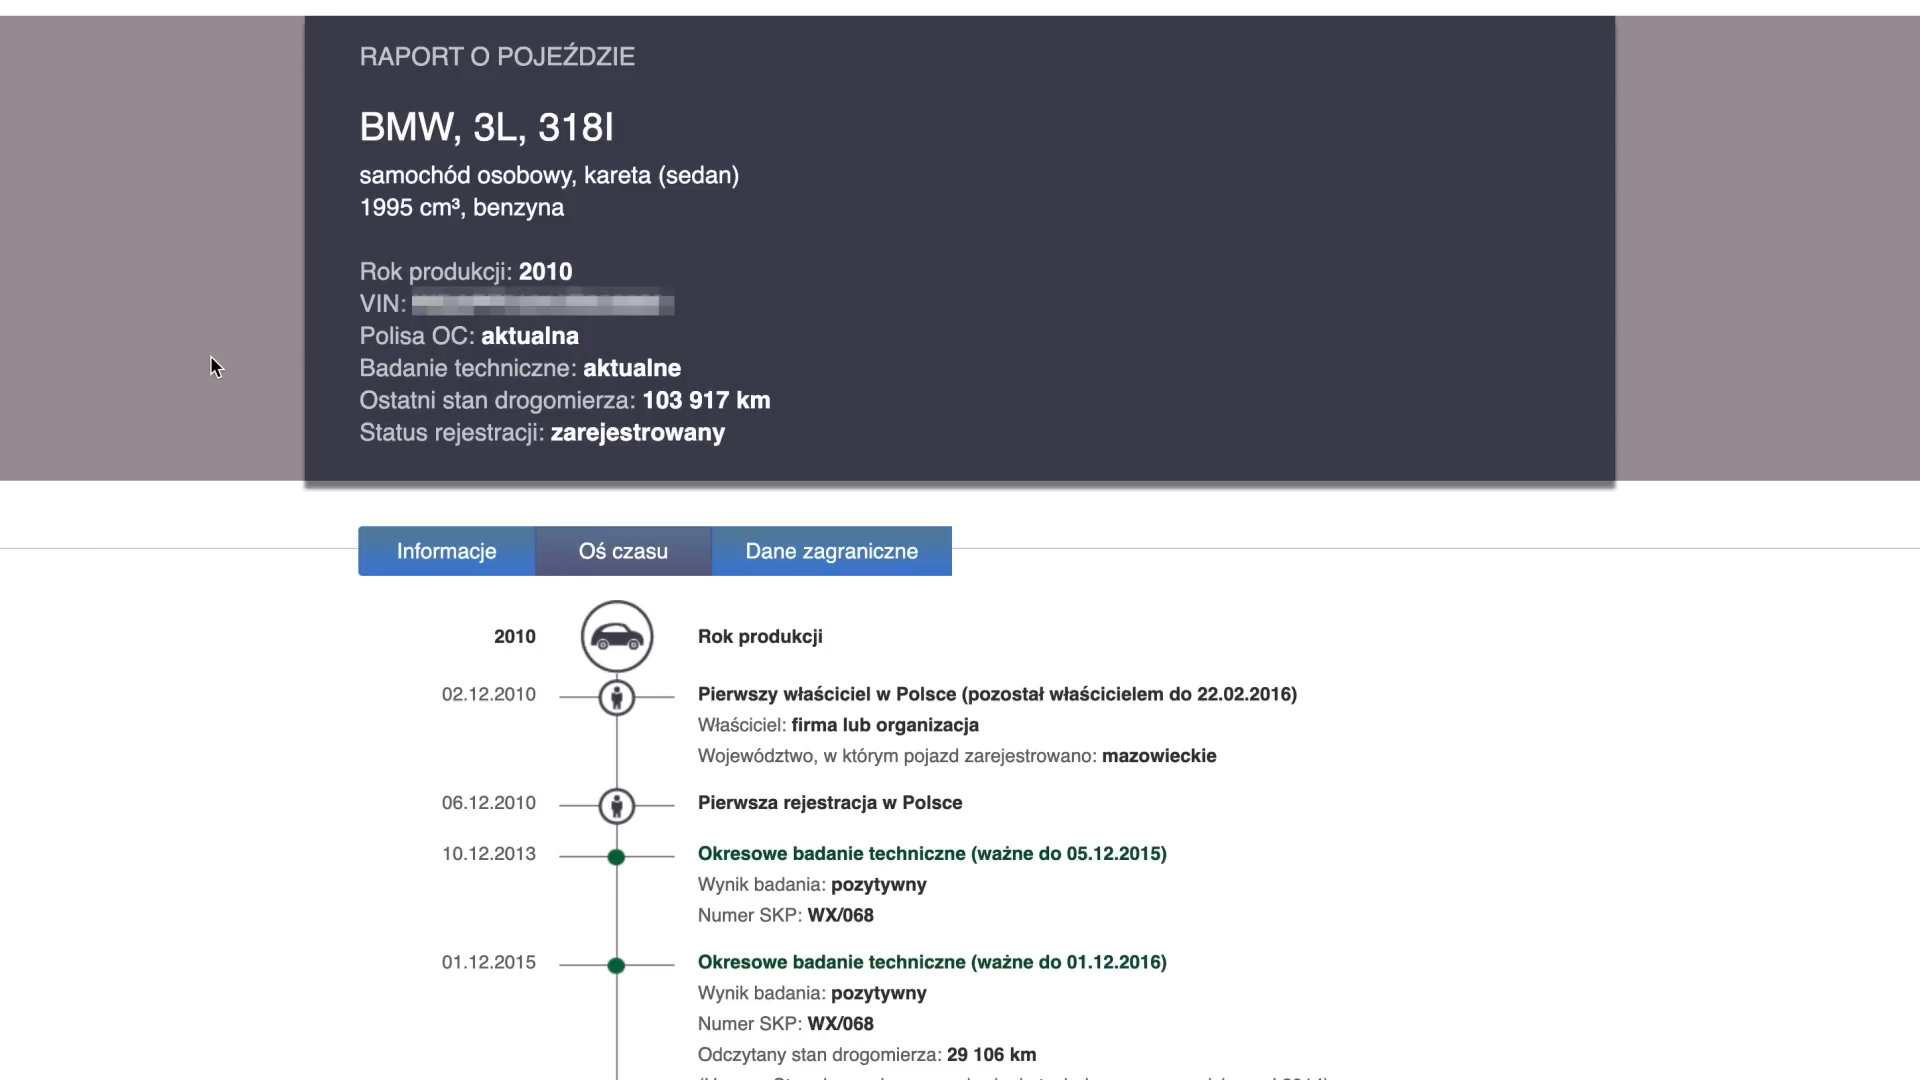 RAPORT O POJEŹDZIE
BMW, 3L, 318I
samochód osobowy, kareta (sedan)
1995 cm³, benzyna
Rok produkcji: 2010
VIN:
Polisa OC: aktualna
Badanie techniczne: aktualne
Ostatni stan drogomierza: 103 917 km
Status rejestracji: zarejestrowany
Informacje
Oś czasu
Dane zagraniczne
2010 Rok produkcji
02.12.2010 Pierwszy właściciel w Polsce (pozostał właścicielem do 22.02.2016)
Właściciel: firma lub organizacja
Województwo, w którym pojazd zarejestrowano: mazowieckie
06.12.2010 Pierwsza rejestracja w Polsce
10.12.2013 Okresowe badanie techniczne (ważne do 05.12.2015)
Wynik badania: pozytywny
Numer SKP: WX/068
01.12.2015 Okresowe badanie techniczne (ważne do 01.12.2016)
Wynik badania: pozytywny
Numer SKP: WX/068
Odczytany stan drogomierza: 29 106 km